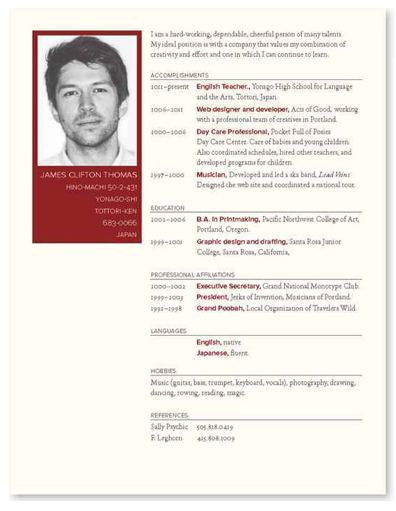 I am a hard-working, dependable, cheerful person of many talents.
My ideal position is with a company that values my combination of
creativity and effort and one in which I can continue to learn.
JAMES CLIFTON THOMAS
HINO-MACHI 50-2-431
YONAGO-SHI
TOTTORI-KEN
683-0066
JAPAN
ACCOMPLISHMENTS
2011–present English Teacher., Yonago High School for Language
and the Arts, Tottori, Japan.
2006–2011 Web designer and developer, Acts of Good, working
with a professional team of creatives in Portland.
2000–2006 Day Care Professional, Pocket Full of Posies
Day Care Center. Care of babies and young children.
Also coordinated schedules, hired other teachers, and
developed programs for children.
1997–2000 Musician, Developed and led a ska band, Lead Veins.
Designed the web site and coordinated a national tour.
EDUCATION
2001–2006 B.A. in Printmaking, Pacific Northwest College of Art,
Portland, Oregon.
1999–2001 Graphic design and drafting, Santa Rosa Junior
College, Santa Rosa, California,
PROFESSIONAL AFFILIATIONS
2000–2002 Executive Secretary, Grand National Monotype Club.
1999–2005 President, Jerks of Invention, Musicians of Portland.
1992–1998 Grand Poobah, Local Organization of Travelers Wild.
LANGUAGES
English, native.
Japanese, fluent.
HOBBIES
Music (guitar, bass, trumpet, keyboard, vocals), photography, drawing,
dancing, rowing, reading, magic.
REFERENCES
Sally Psychic 505.818.0419
F. Leghorn 425.808.1009